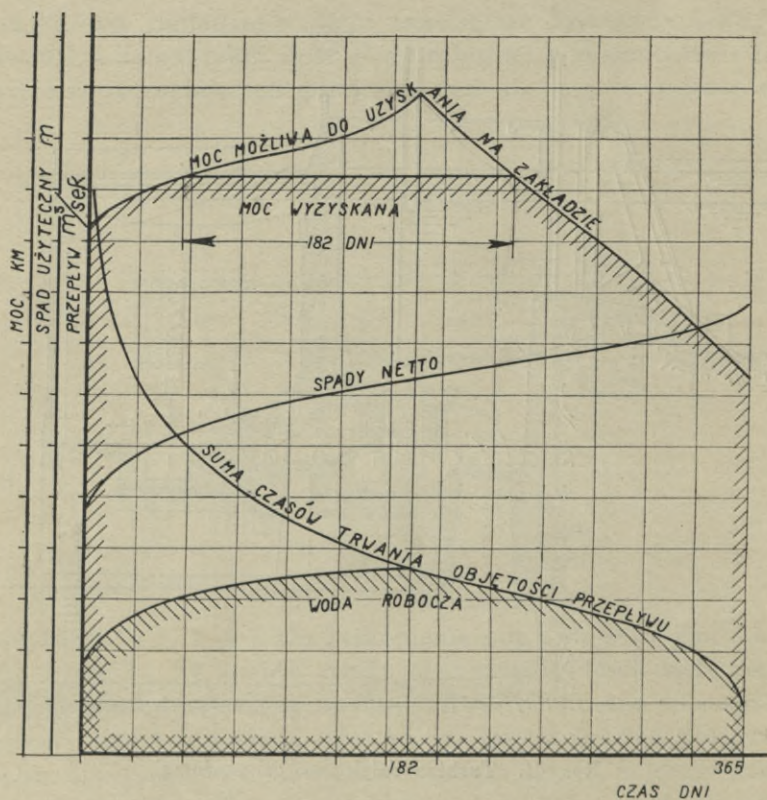 MOC KM
SPAD UŻYTECZNY m
PRZEPŁYW m³/sek
MOC MOŻLIWA DO UZYSKANIA NA ZAKŁADZIE
MOC WYZYSKANA
182 DNI
SPADY NETTO
SUMA CZASÓW TRWANIA OBJĘTOŚCI PRZEPŁYWU
WODA ROBOCZA
182
365
CZAS DNI